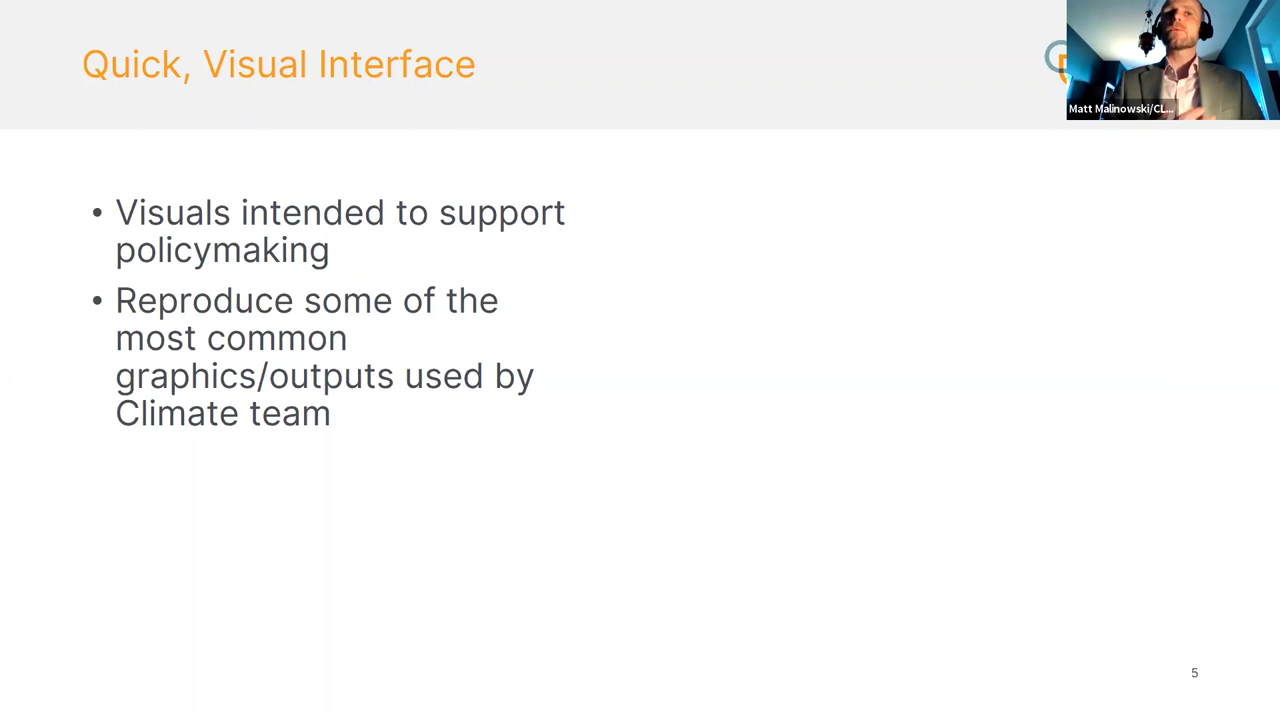 Quick, Visual Interface
Matt Malinowski/CL...
• Visuals intended to support
policymaking
• Reproduce some of the
most common
graphics/outputs used by
Climate team
5